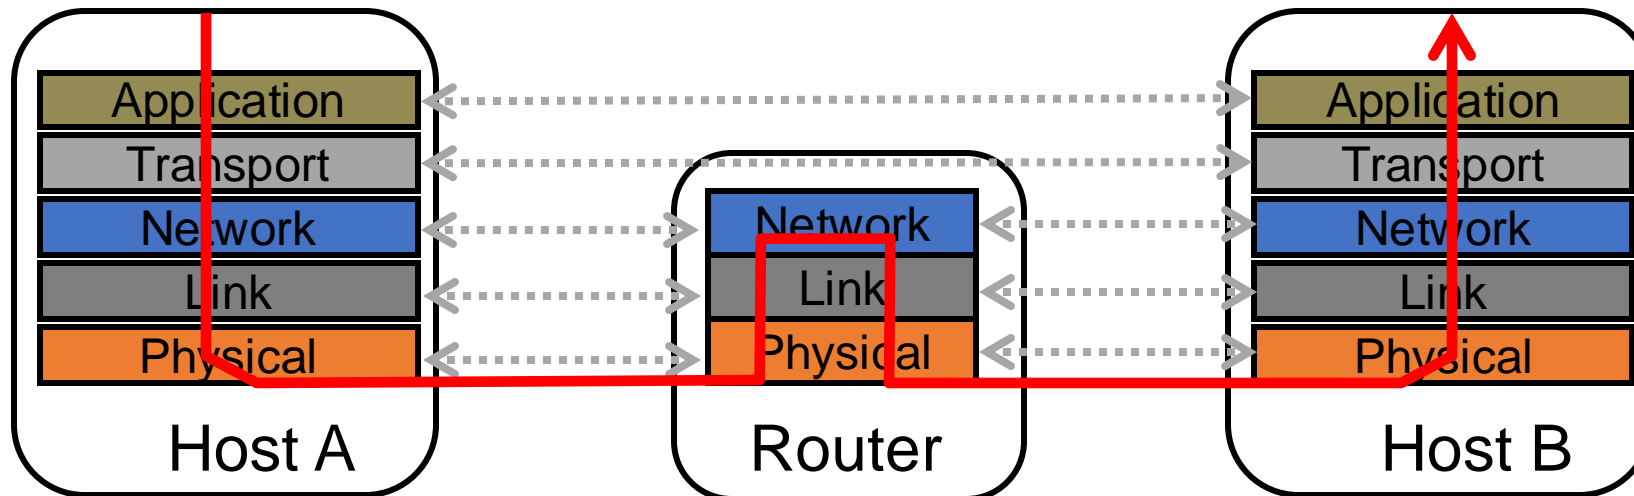 Application
Transport
Network
Link
Physical
Host A
Network
Link
Physical
Router
Application
Transport
Network
Link
Physical
Host B